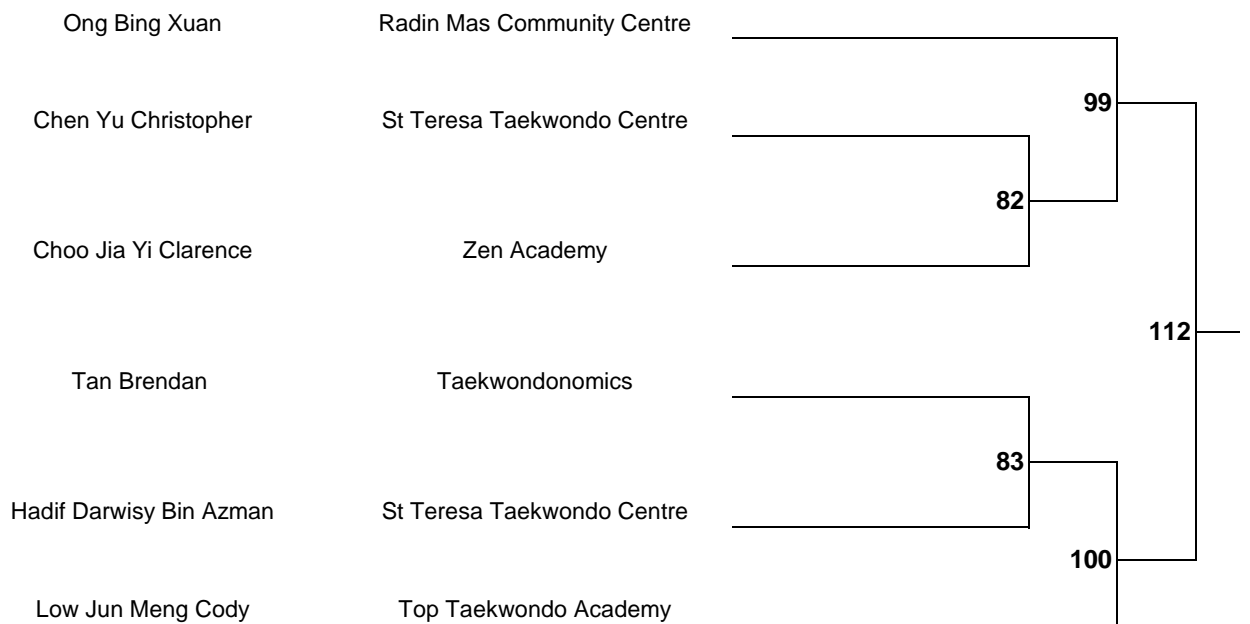 Ong Bing Xuan Radin Mas Community Centre
99
Chen Yu Christopher St Teresa Taekwondo Centre
82
Choo Jia Yi Clarence Zen Academy
112
Tan Brendan Taekwondonomics
83
Hadif Darwisy Bin Azman St Teresa Taekwondo Centre
100
Low Jun Meng Cody Top Taekwondo Academy